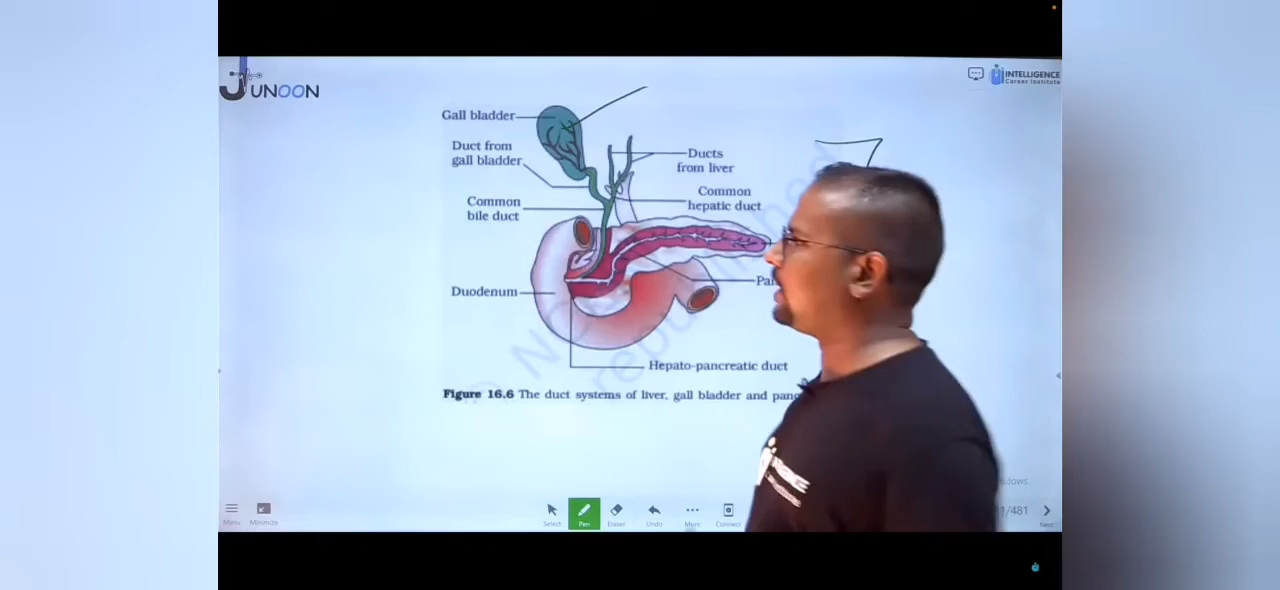 JUNOON
INTELLIGENCE
Career Institute
Gall bladder
Duct from
gall bladder
Ducts
from liver
Common
bile duct
Common
hepatic duct
Duodenum
Hepato-pancreatic duct
Figure 16.6 The duct systems of liver, gall bladder and
Menu
Minimize
Select
Pen
Eraser
Undo
More
Connect
/481
Next